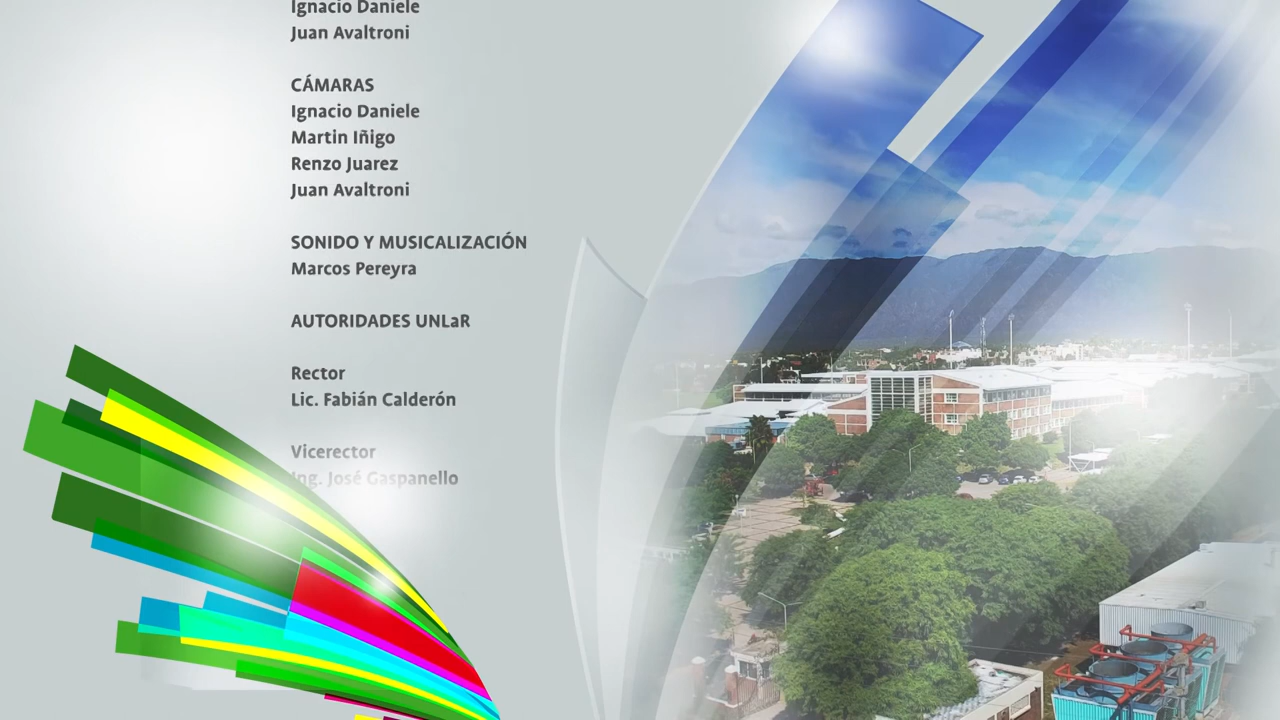 Ignacio Daniele
Juan Avaltroni
CÁMARAS
Ignacio Daniele
Martin Iñigo
Renzo Juarez
Juan Avaltroni
SONIDO Y MUSICALIZACIÓN
Marcos Pereyra
AUTORIDADES UNLaR
Rector
Lic. Fabián Calderón
Vicerector
Ing. José Gaspanello